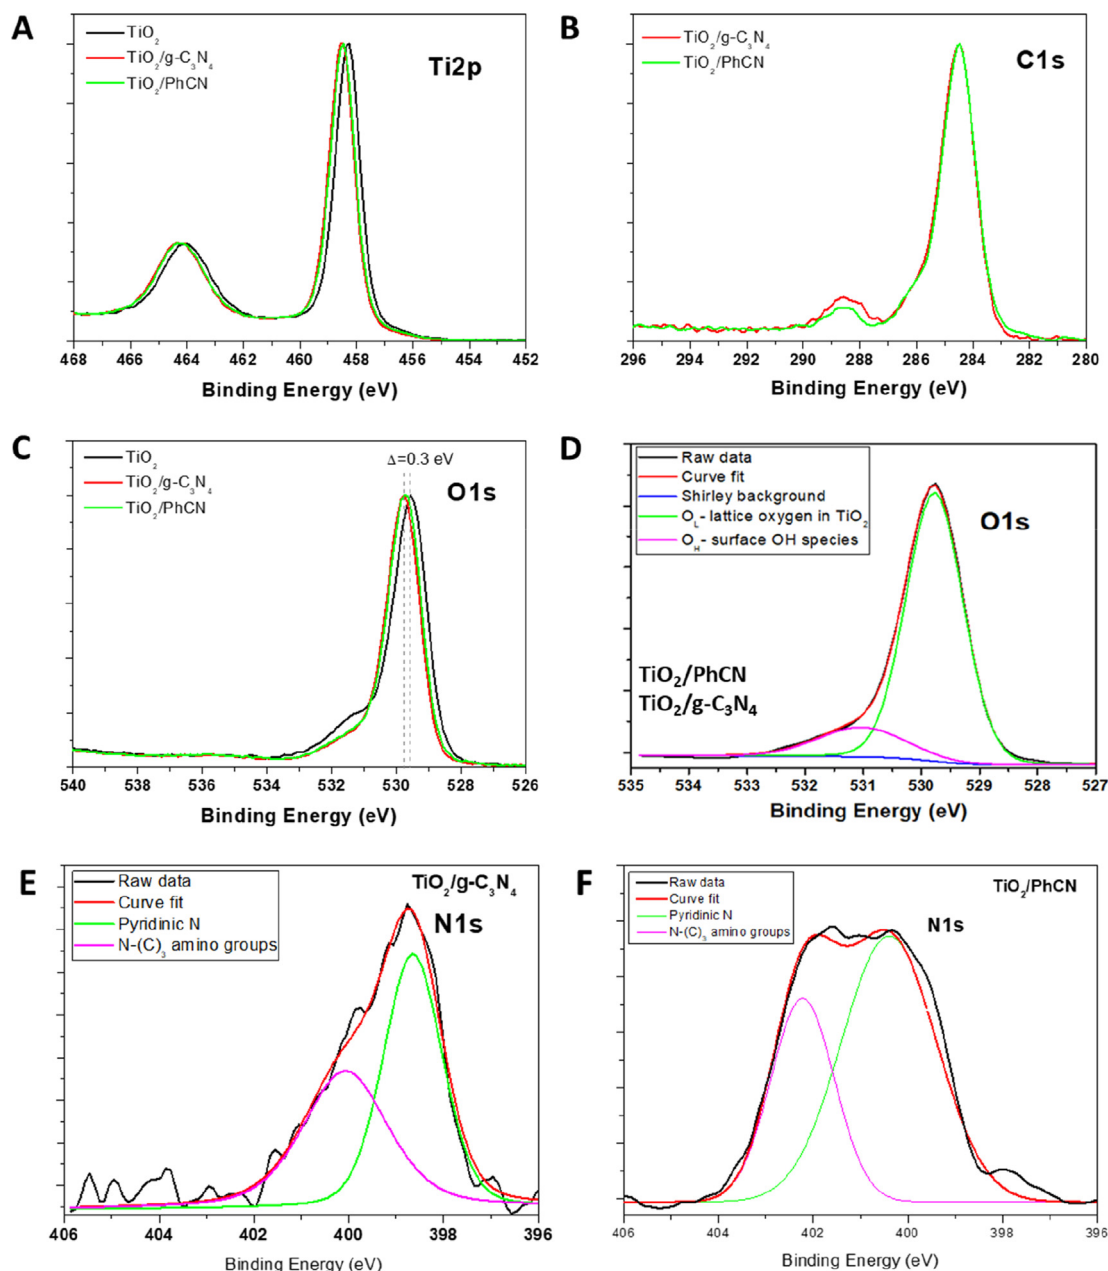 A
TiO₂
TiO₂/g-C₃N₄
TiO₂/PhCN
Ti2p
468 466 464 462 460 458 456 454 452
Binding Energy (eV)
B
TiO₂/g-C₃N₄
TiO₂/PhCN
C1s
296 294 292 290 288 286 284 282 280
Binding Energy (eV)
C
TiO₂
TiO₂/g-C₃N₄
TiO₂/PhCN
Δ=0.3 eV
O1s
540 538 536 534 532 530 528 526
Binding Energy (eV)
D
Raw data
Curve fit
Shirley background
O_L- lattice oxygen in TiO₂
O_H- surface OH species
O1s
TiO₂/PhCN
TiO₂/g-C₃N₄
535 534 533 532 531 530 529 528 527
Binding Energy (eV)
E
Raw data
Curve fit
Pyridinic N
N-(C)₃ amino groups
TiO₂/g-C₃N₄
N1s
406 404 402 400 398 396
Binding Energy (eV)
F
Raw data
Curve fit
Pyridinic N
N-(C)₃ amino groups
TiO₂/PhCN
N1s
406 404 402 400 398 396
Binding Energy (eV)